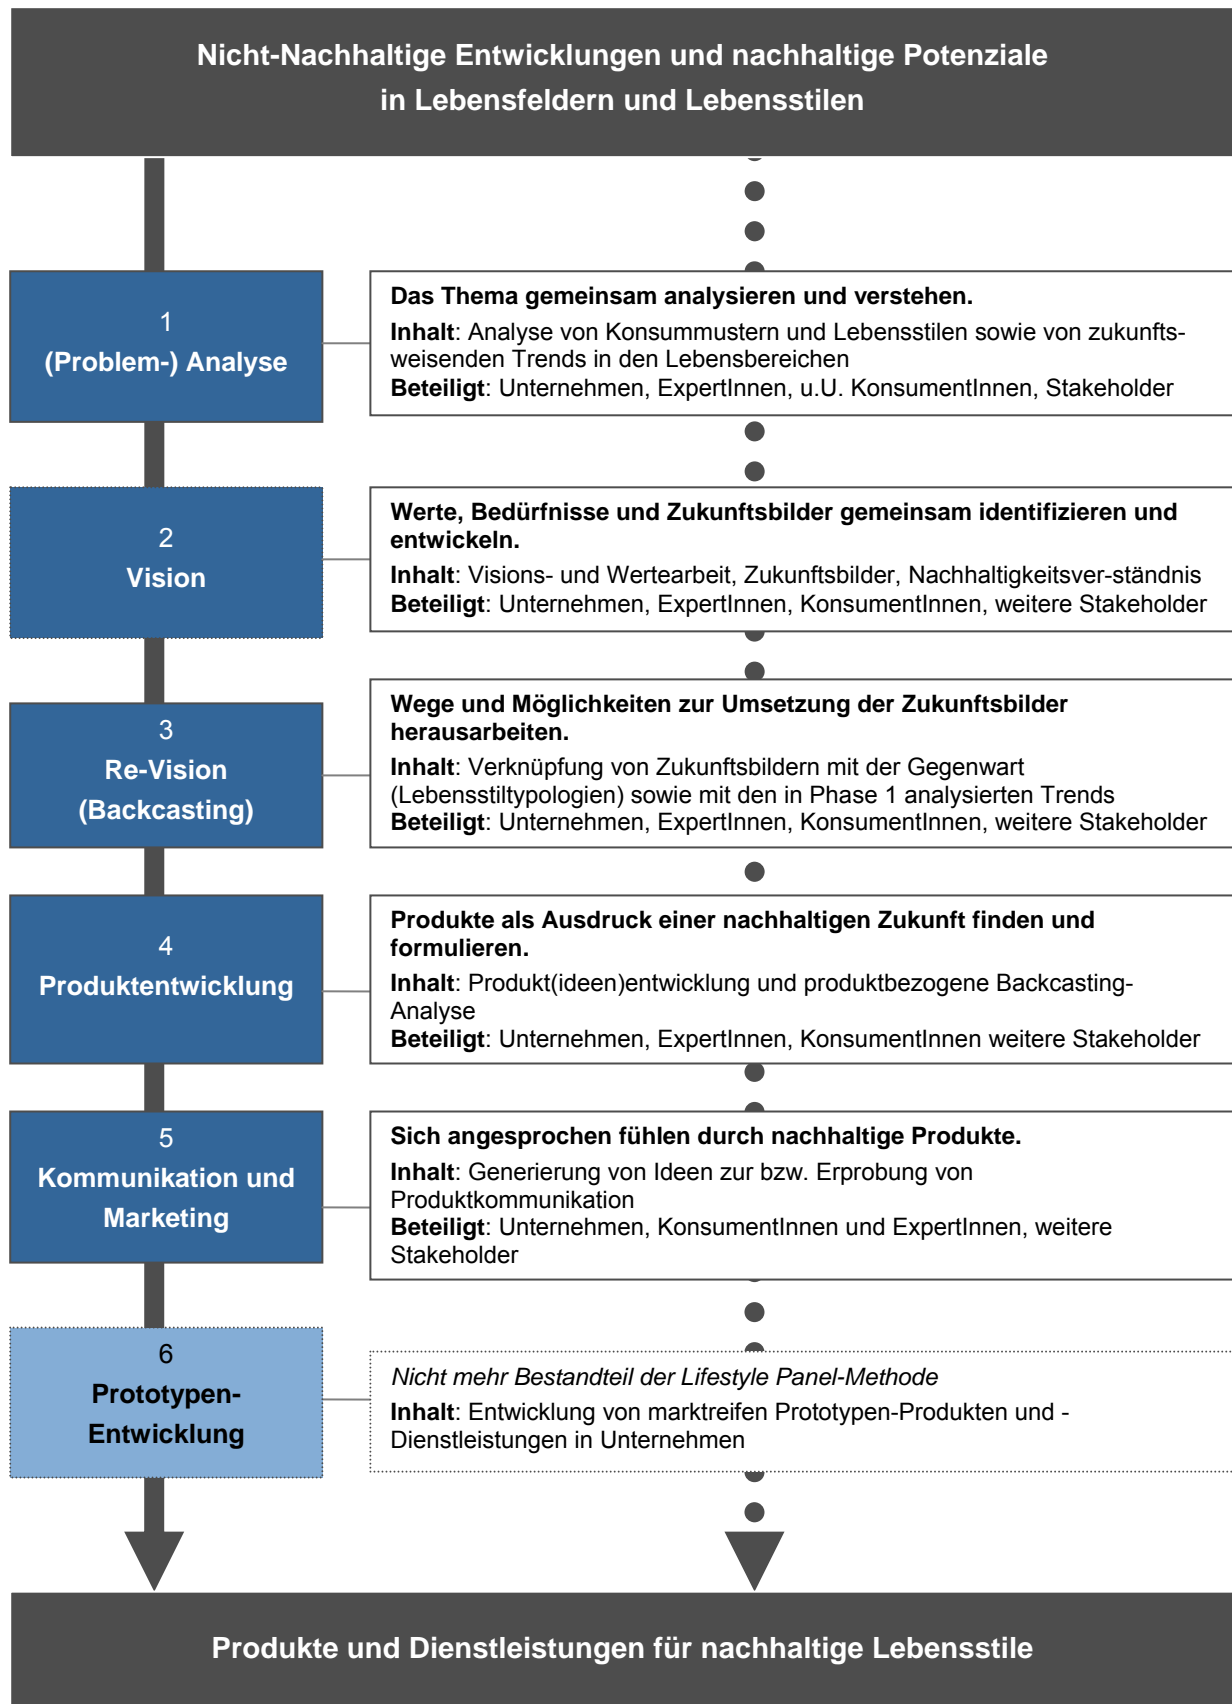 Nicht-Nachhaltige Entwicklungen und nachhaltige Potenziale
in Lebensfeldern und Lebensstilen
1
(Problem-) Analyse
Das Thema gemeinsam analysieren und verstehen.
Inhalt: Analyse von Konsummustern und Lebensstilen sowie von zukunfts-
weisenden Trends in den Lebensbereichen
Beteiligt: Unternehmen, ExpertInnen, u.U. KonsumentInnen, Stakeholder
2
Vision
Werte, Bedürfnisse und Zukunftsbilder gemeinsam identifizieren und
entwickeln.
Inhalt: Visions- und Wertearbeit, Zukunftsbilder, Nachhaltigkeitsver-ständnis
Beteiligt: Unternehmen, ExpertInnen, KonsumentInnen, weitere Stakeholder
3
Re-Vision
(Backcasting)
Wege und Möglichkeiten zur Umsetzung der Zukunftsbilder
herausarbeiten.
Inhalt: Verknüpfung von Zukunftsbildern mit der Gegenwart
(Lebensstiltypologien) sowie mit den in Phase 1 analysierten Trends
Beteiligt: Unternehmen, ExpertInnen, KonsumentInnen, weitere Stakeholder
4
Produktentwicklung
Produkte als Ausdruck einer nachhaltigen Zukunft finden und
formulieren.
Inhalt: Produkt(ideen)entwicklung und produktbezogene Backcasting-
Analyse
Beteiligt: Unternehmen, ExpertInnen, KonsumentInnen weitere Stakeholder
5
Kommunikation und
Marketing
Sich angesprochen fühlen durch nachhaltige Produkte.
Inhalt: Generierung von Ideen zur bzw. Erprobung von
Produktkommunikation
Beteiligt: Unternehmen, KonsumentInnen und ExpertInnen, weitere
Stakeholder
6
Prototypen-
Entwicklung
Nicht mehr Bestandteil der Lifestyle Panel-Methode
Inhalt: Entwicklung von marktreifen Prototypen-Produkten und -
Dienstleistungen in Unternehmen
Produkte und Dienstleistungen für nachhaltige Lebensstile